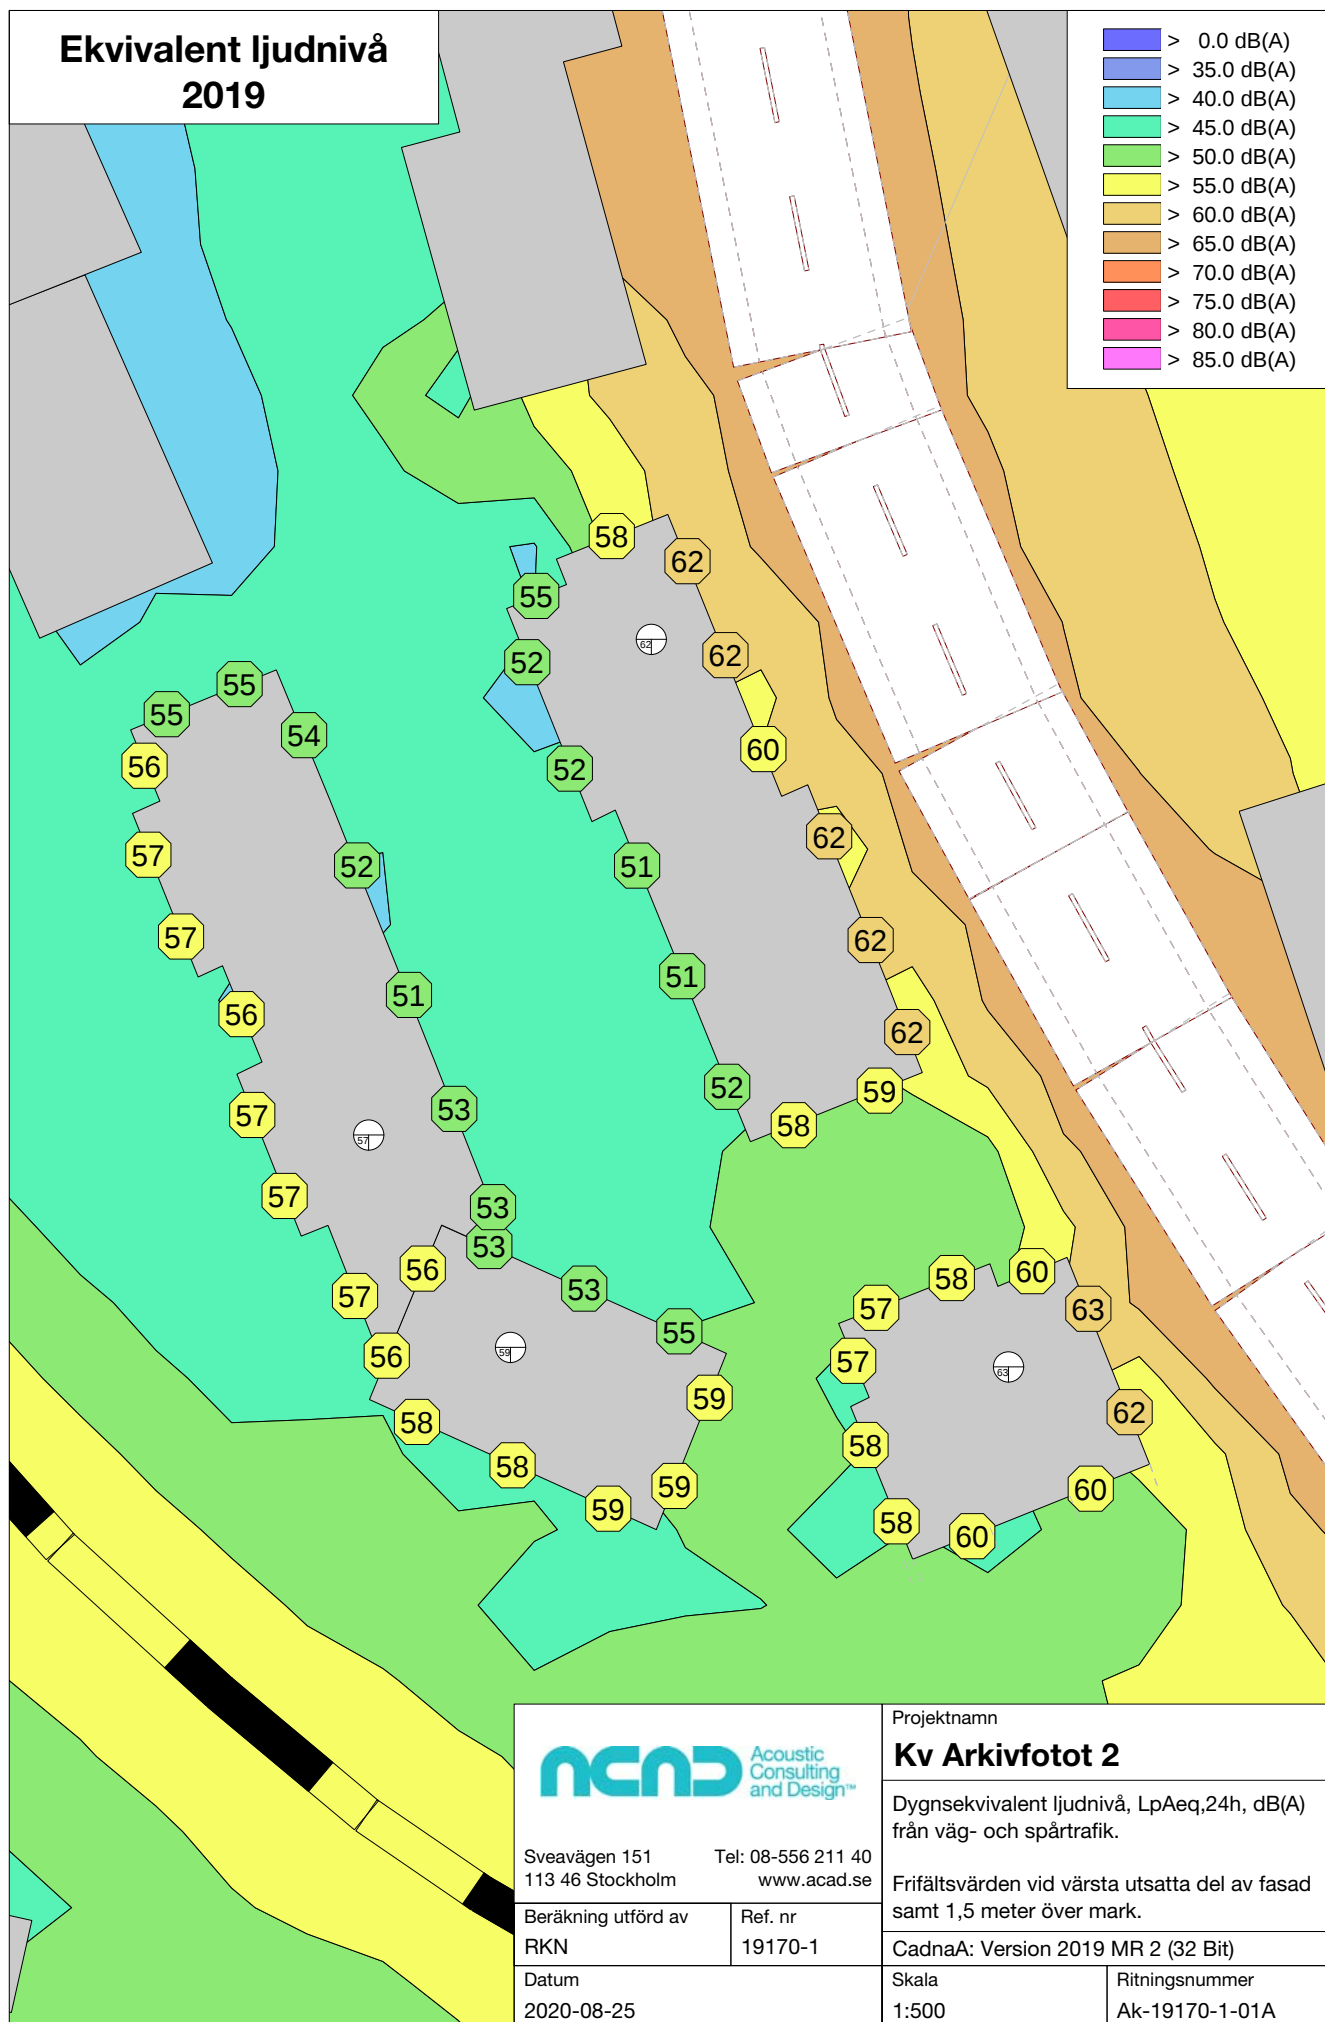 Ekvivalent ljudnivå
2019
> 0.0 dB(A)
> 35.0 dB(A)
> 40.0 dB(A)
> 45.0 dB(A)
> 50.0 dB(A)
> 55.0 dB(A)
> 60.0 dB(A)
> 65.0 dB(A)
> 70.0 dB(A)
> 75.0 dB(A)
> 80.0 dB(A)
> 85.0 dB(A)
58
62
55
62
52
62
55
55
54
60
56
52
62
57
52
51
62
57
51
51
56
62
52
59
53
57
58
57
57
53
53
56
60
58
53
57
57
63
55
56
59
57
63
59
62
58
58
58
59
60
59
58
60
ACAD
Acoustic
Consulting
and Design™
Sveavägen 151
113 46 Stockholm
Tel: 08-556 211 40
www.acad.se
Beräkning utförd av
RKN
Ref. nr
19170-1
Datum
2020-08-25
Projektnamn
Kv Arkivfotot 2
Dygnsekvivalent ljudnivå, LpAeq,24h, dB(A)
från väg- och spårtrafik.
Frifältsvärden vid värsta utsatta del av fasad
samt 1,5 meter över mark.
CadnaA: Version 2019 MR 2 (32 Bit)
Skala
1:500
Ritningsnummer
Ak-19170-1-01A